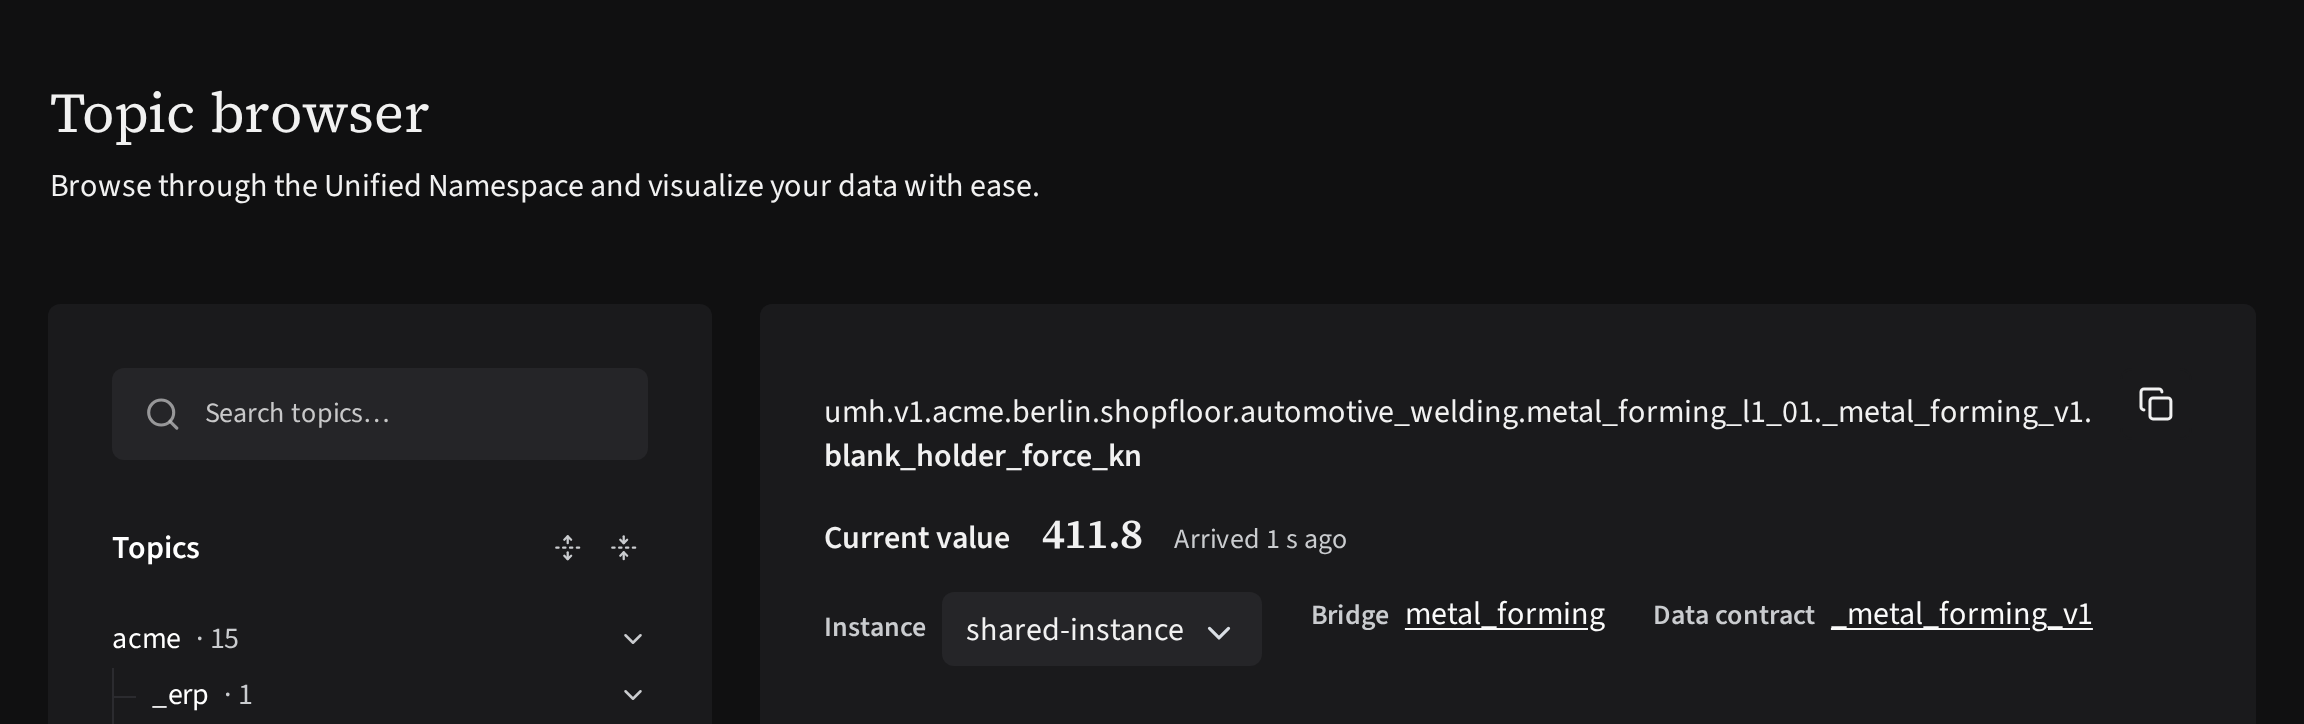 Topic browser
Browse through the Unified Namespace and visualize your data with ease.
Search topics…
Topics
acme · 15
_erp · 1
umh.v1.acme.berlin.shopfloor.automotive_welding.metal_forming_l1_01._metal_forming_v1.
blank_holder_force_kn
Current value 411.8 Arrived 1 s ago
Instance shared-instance Bridge metal_forming Data contract _metal_forming_v1